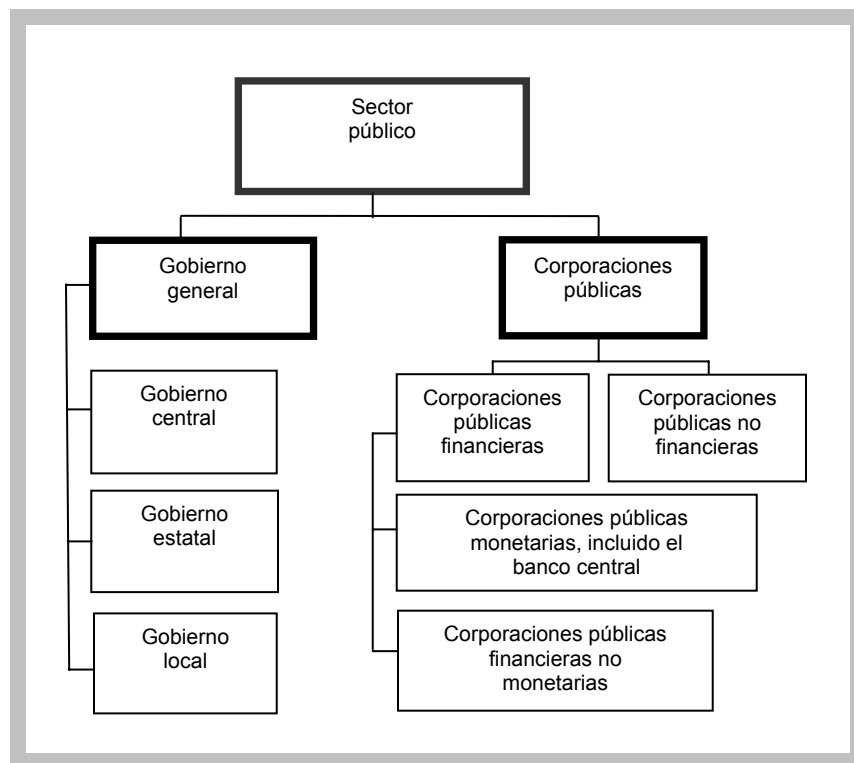 Sector
público
Gobierno
general
Corporaciones
públicas
Gobierno
central
Corporaciones
públicas
financieras
Corporaciones
públicas no
financieras
Gobierno
estatal
Corporaciones públicas
monetarias, incluido el
banco central
Gobierno
local
Corporaciones públicas
financieras no
monetarias